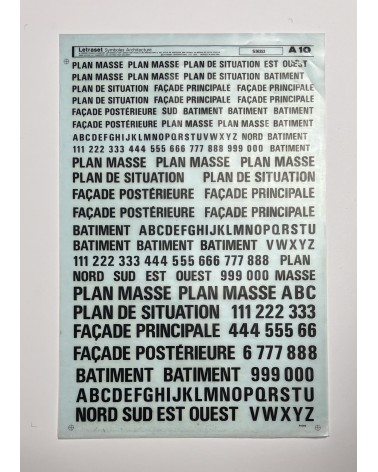 Letraset Symboles Architecture A10
PLAN MASSE PLAN MASSE PLAN DE SITUATION EST OUEST
PLAN DE SITUATION PLAN MASSE PLAN MASSE BATIMENT
PLAN DE SITUATION FAÇADE PRINCIPALE FAÇADE PRINCIPALE
PLAN DE SITUATION FAÇADE PRINCIPALE FAÇADE PRINCIPALE
FAÇADE POSTÉRIEURE SUD BATIMENT BATIMENT BATIMENT
FAÇADE POSTÉRIEURE PLAN MASSE PLAN MASSE BATIMENT
ABCDEFGHIJKLMNOPQRSTUVWXYZ NORD BATIMENT
111 222 333 444 555 666 777 888 999 000 BATIMENT
PLAN MASSE PLAN MASSE PLAN MASSE
PLAN DE SITUATION PLAN DE SITUATION
FAÇADE POSTÉRIEURE FAÇADE PRINCIPALE
FAÇADE POSTÉRIEURE FAÇADE PRINCIPALE
BATIMENT ABCDEFGHIJKLMNOPQRSTU
BATIMENT BATIMENT BATIMENT VWXYZ
111 222 333 444 555 666 777 888 PLAN
NORD SUD EST OUEST 999 000 MASSE
PLAN MASSE PLAN MASSE ABC
PLAN DE SITUATION 111 222 333
FAÇADE PRINCIPALE 444 555 66
FAÇADE POSTÉRIEURE 6 777 888
BATIMENT BATIMENT 999 000
ABCDEFGHIJKLMNOPQRSTU
NORD SUD EST OUEST VWXYZ